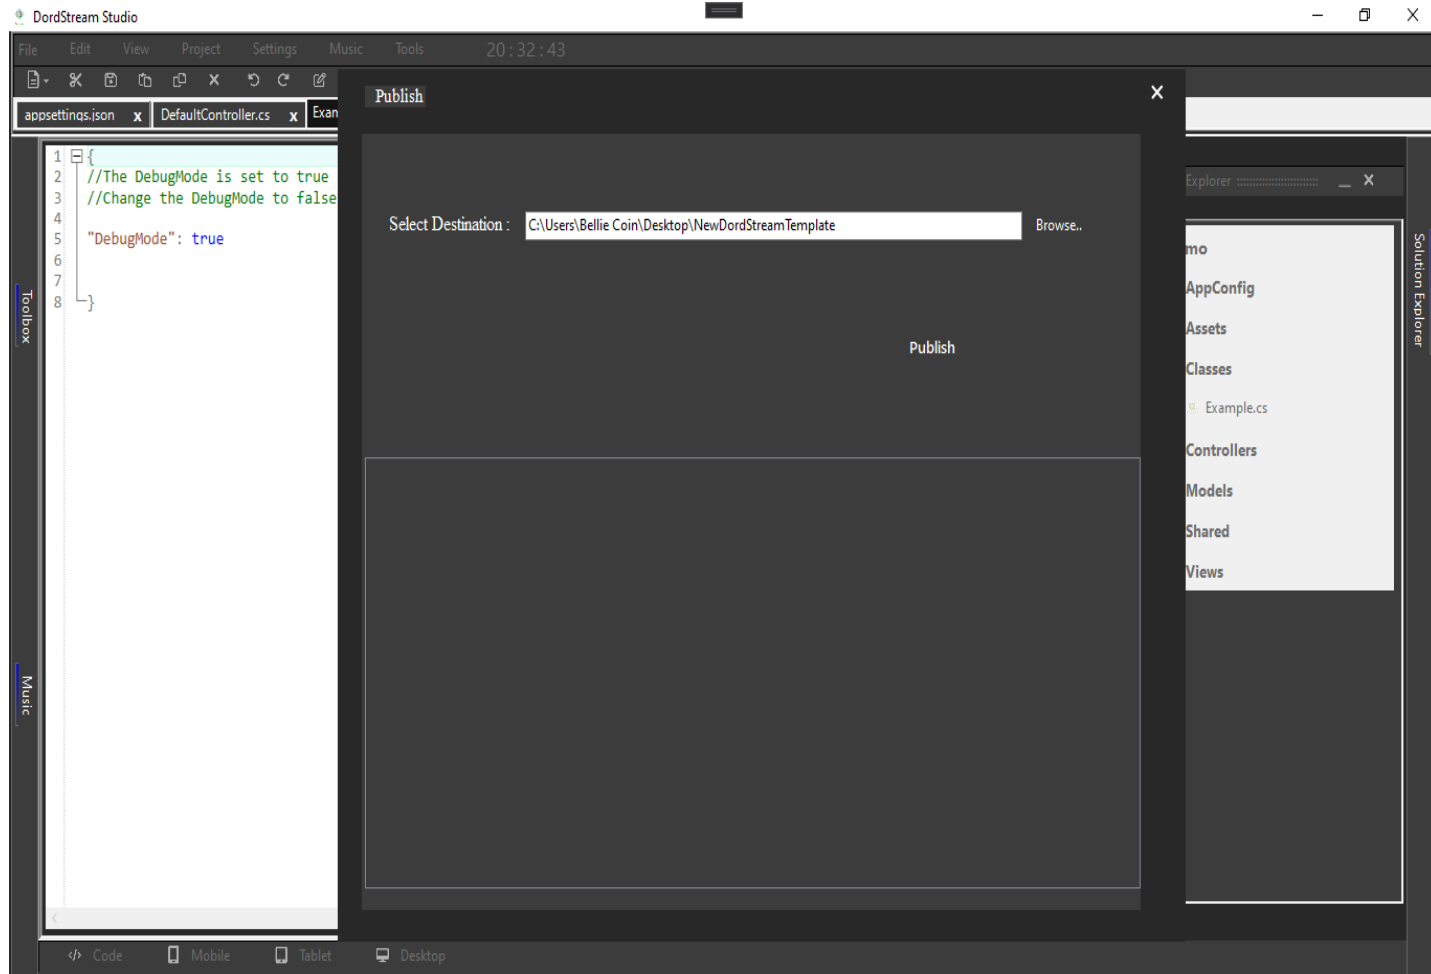 DordStream Studio
File Edit View Project Settings Music Tools 20:32:43
Publish
appsettings.json x DefaultController.cs x Exan
1 {
2 //The DebugMode is set to true
3 //Change the DebugMode to false
4
5 "DebugMode": true
6
7
8 }
Select Destination : C:\Users\Bellie Coin\Desktop\NewDordStreamTemplate Browse..
Publish
Explorer
mo
AppConfig
Assets
Classes
Example.cs
Controllers
Models
Shared
Views
Toolbox
Music
Solution Explorer
Code Mobile Tablet Desktop